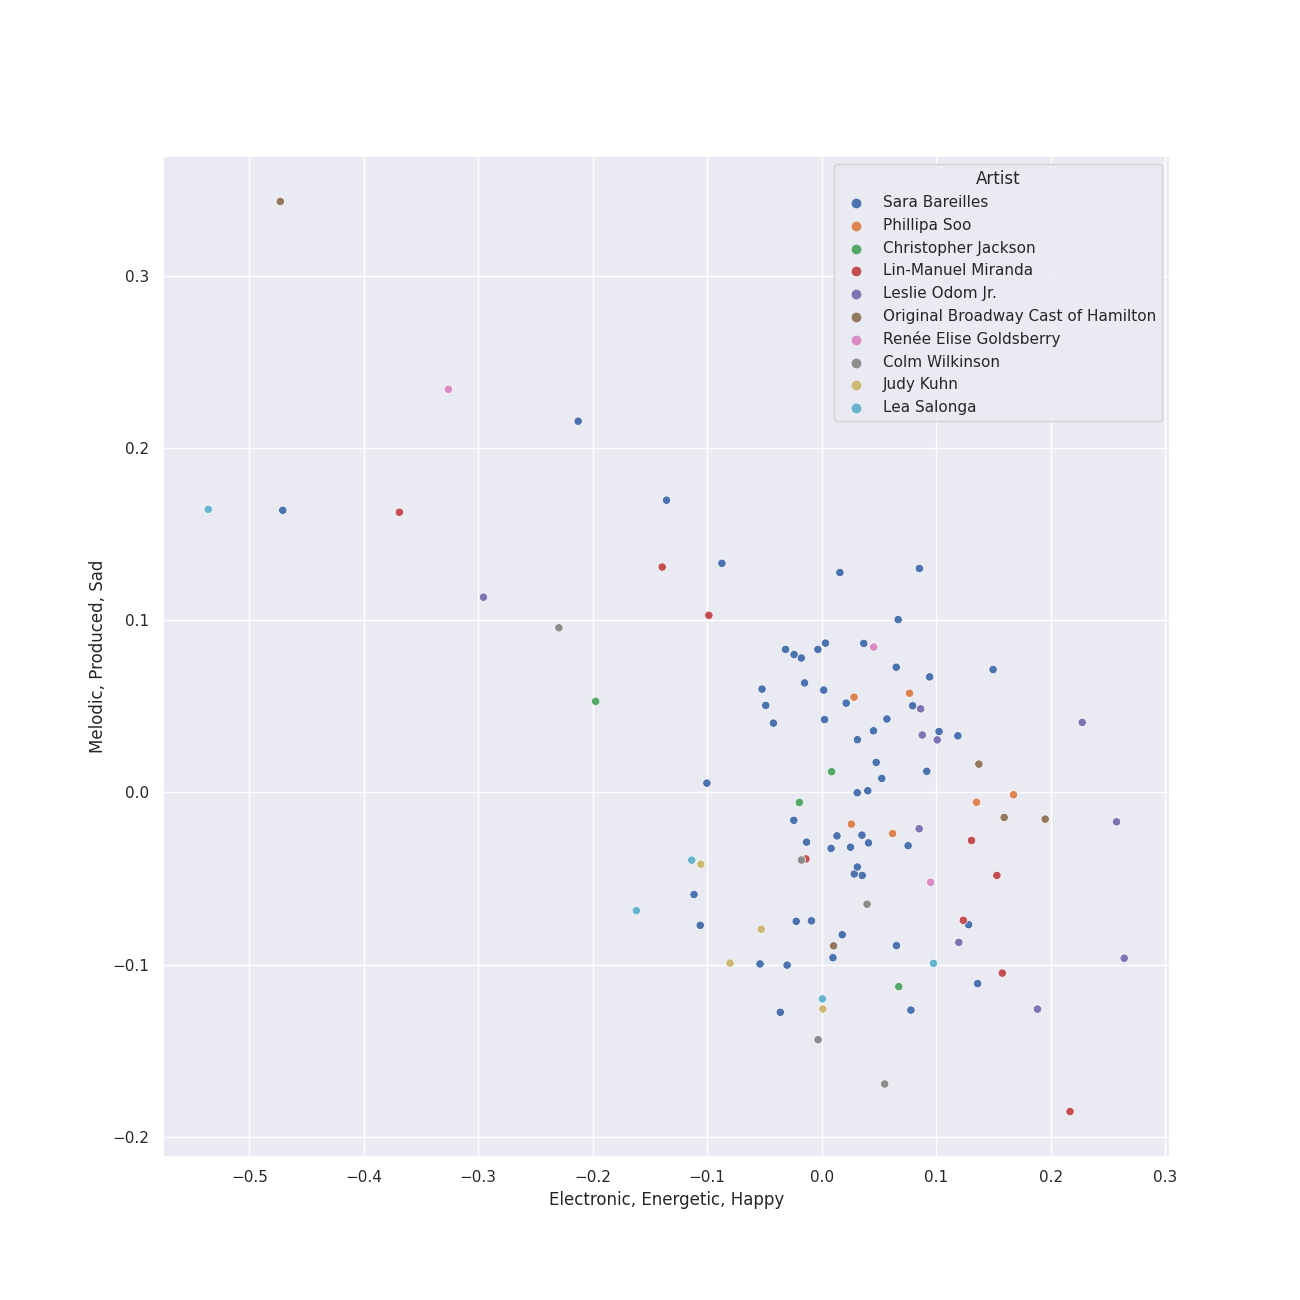 Artist
Sara Bareilles
Phillipa Soo
Christopher Jackson
Lin-Manuel Miranda
Leslie Odom Jr.
Original Broadway Cast of Hamilton
Renée Elise Goldsberry
Colm Wilkinson
Judy Kuhn
Lea Salonga
0.3
0.2
0.1
0.0
−0.1
−0.2
Melodic, Produced, Sad
−0.5 −0.4 −0.3 −0.2 −0.1 0.0 0.1 0.2 0.3
Electronic, Energetic, Happy